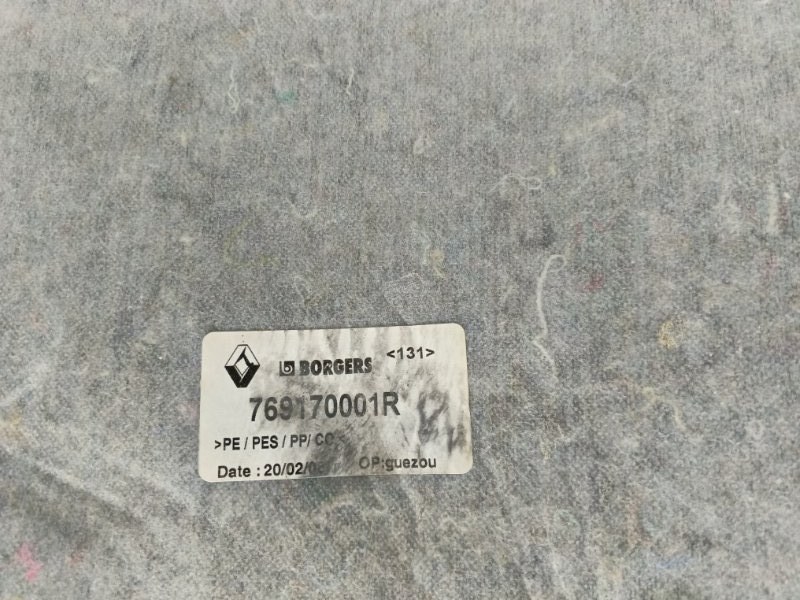 BORGERS <131>
769170001R
>PE / PES / PP/ CO<
Date : 20/02/ OP:guezou